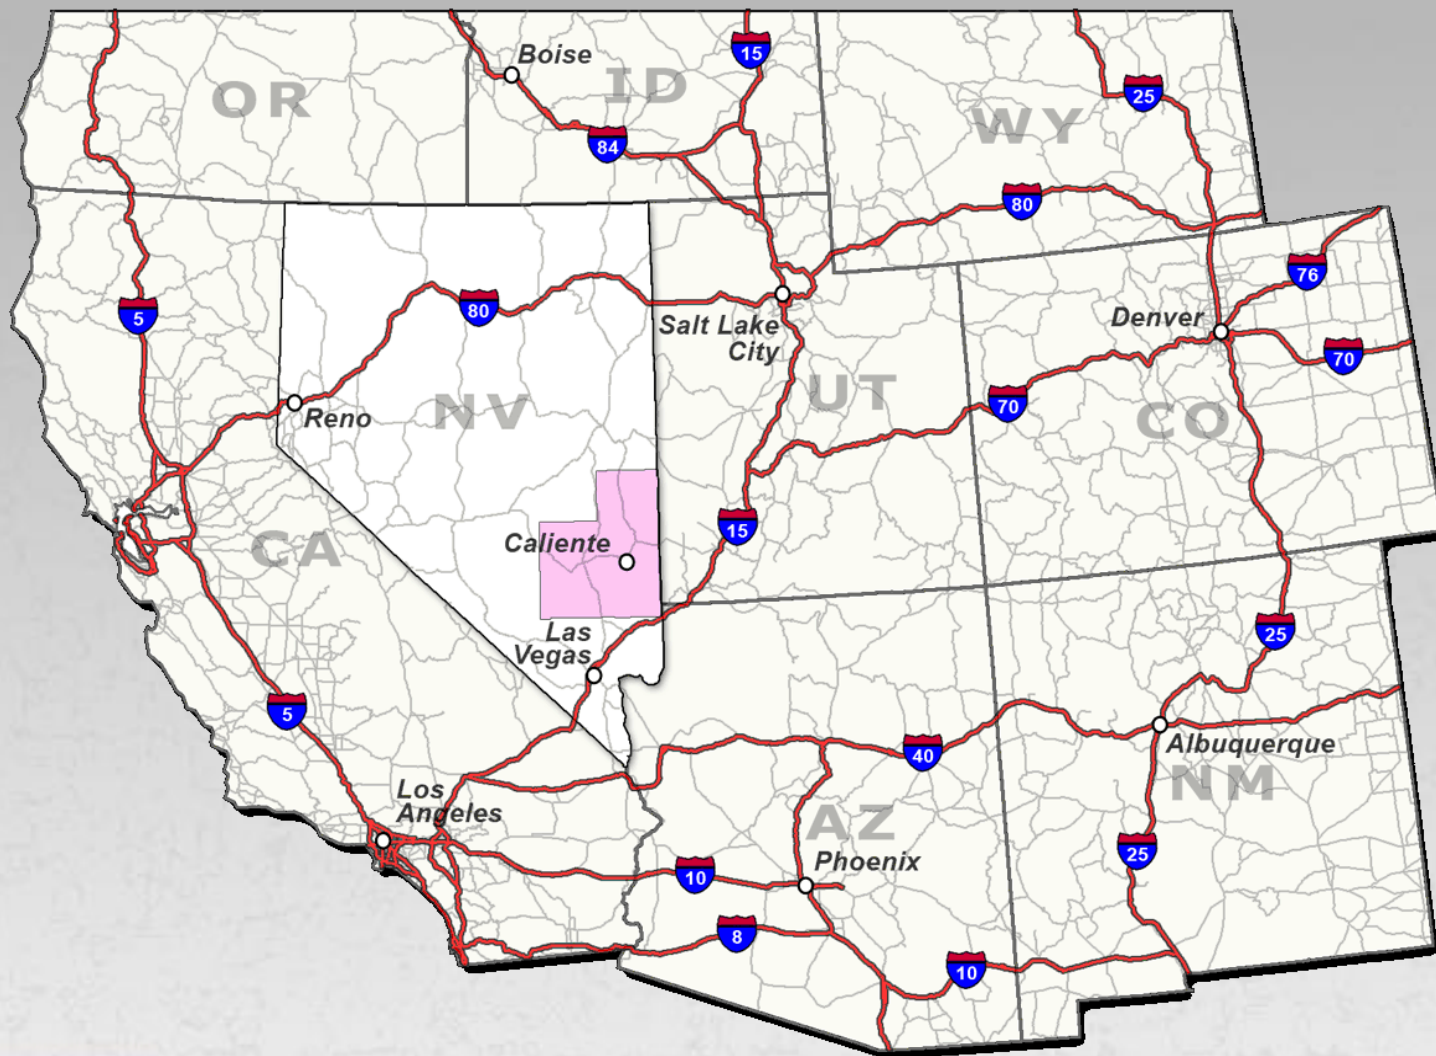 Boise
15
OR
ID
25
84
WY
80
76
5
80
Salt Lake
City
Denver
70
Reno
NV
UT
70
CO
CA
Caliente
15
Las
Vegas
25
5
40
Albuquerque
NM
Los
Angeles
AZ
25
Phoenix
10
8
10